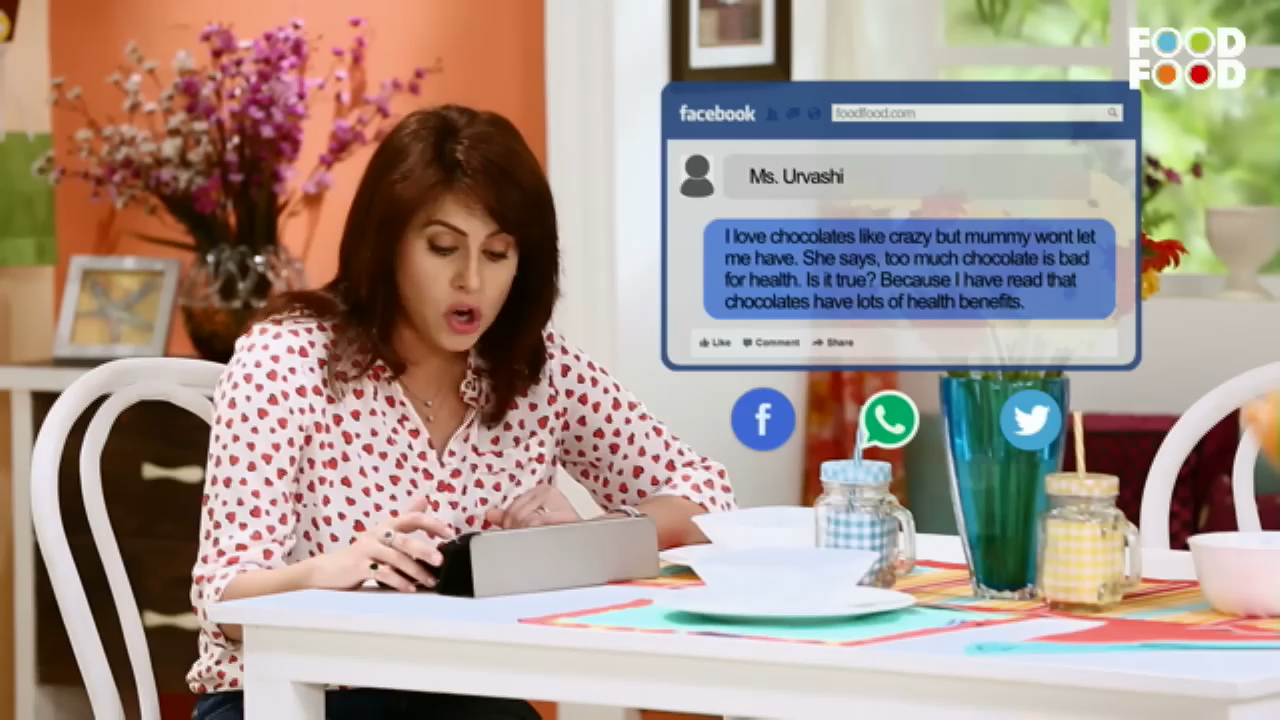 FOOD
FOOD
facebook
foodfood.com
Ms. Urvashi
I love chocolates like crazy but mummy wont let
me have. She says, too much chocolate is bad
for health. Is it true? Because I have read that
chocolates have lots of health benefits.
Like Comment Share